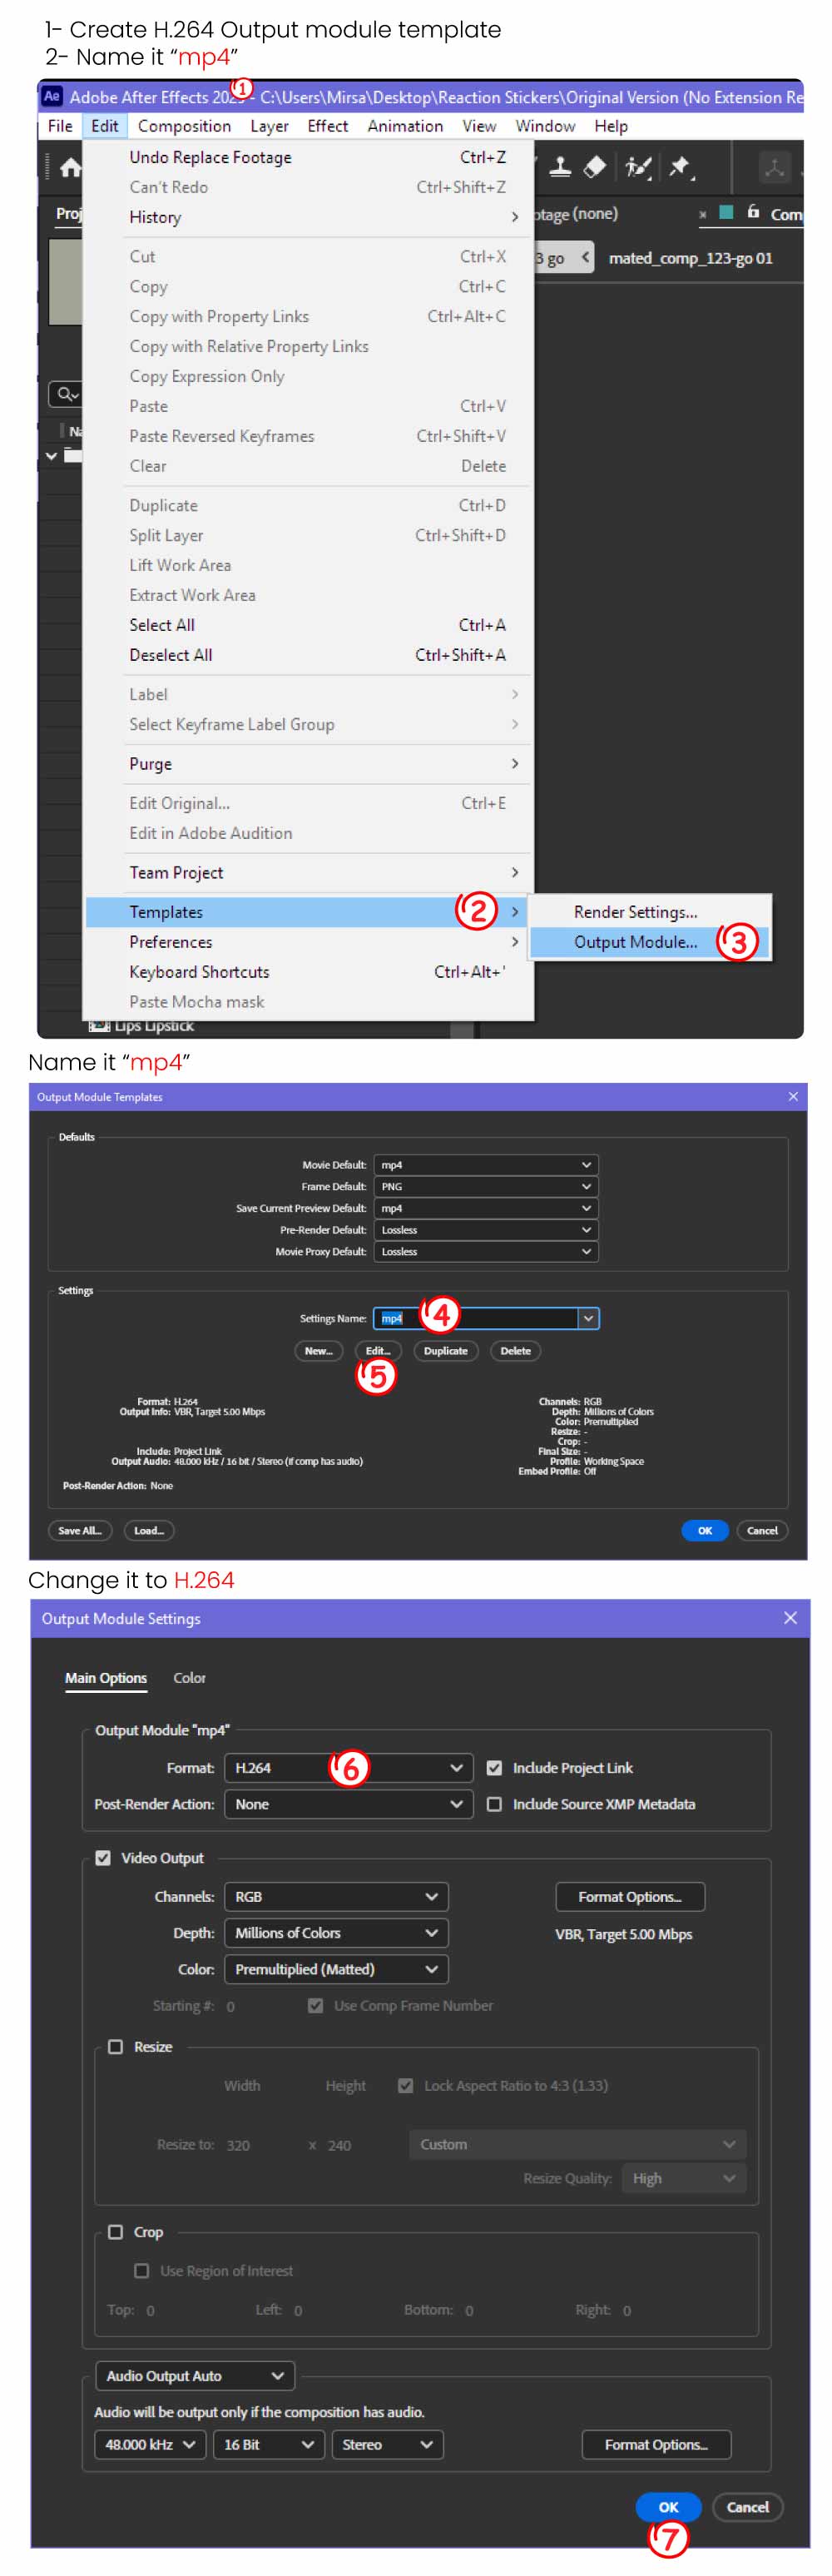 1- Create H.264 Output module template
2- Name it “mp4”
1
Ae Adobe After Effects - C:\Users\Mirsa\Desktop\Reaction Stickers\Original Version (No Extension Re
File Edit Composition Layer Effect Animation View Window Help
Undo Replace Footage Ctrl+Z
Can't Redo Ctrl+Shift+Z
Proj
History >
otage (none) × Com
Cut Ctrl+X
3 go < mated_comp_123-go 01
Copy Ctrl+C
Copy with Property Links Ctrl+Alt+C
Copy with Relative Property Links
Copy Expression Only
Paste Ctrl+V
Na
Paste Reversed Keyframes Ctrl+Shift+V
Clear Delete
Duplicate Ctrl+D
Split Layer Ctrl+Shift+D
Lift Work Area
Extract Work Area
Select All Ctrl+A
Deselect All Ctrl+Shift+A
Label >
Select Keyframe Label Group >
Purge >
Edit Original... Ctrl+E
Edit in Adobe Audition
Team Project >
Templates 2 > Render Settings...
Preferences > Output Module... 3
Keyboard Shortcuts Ctrl+Alt+'
Paste Mocha mask
Lips Lipstick
Name it “mp4”
Output Module Templates ×
Defaults
Movie Default: mp4
Frame Default: PNG
Save Current Preview Default: mp4
Pre-Render Default: Lossless
Movie Proxy Default: Lossless
Settings
Settings Name: mp4 4
New... Edit... Duplicate Delete
5
Format: H.264
Output Info: VBR, Target 5.00 Mbps
Include: Project Link
Output Audio: 48.000 kHz / 16 bit / Stereo (if comp has audio)
Post-Render Action: None
Channels: RGB
Depth: Millions of Colors
Color: Premultiplied
Resize: -
Crop: -
Final Size: -
Profile: Working Space
Embed Profile: Off
Save All... Load... OK Cancel
Change it to H.264
Output Module Settings ×
Main Options Color
Output Module "mp4"
Format: H.264 6 Include Project Link
Post-Render Action: None Include Source XMP Metadata
Video Output
Channels: RGB Format Options...
Depth: Millions of Colors VBR, Target 5.00 Mbps
Color: Premultiplied (Matted)
Starting #: 0 Use Comp Frame Number
Resize
Width Height Lock Aspect Ratio to 4:3 (1.33)
Resize to: 320 x 240 Custom
Resize Quality: High
Crop
Use Region of Interest
Top: 0 Left: 0 Bottom: 0 Right: 0
Audio Output Auto
Audio will be output only if the composition has audio.
48.000 kHz 16 Bit Stereo Format Options...
OK Cancel
7